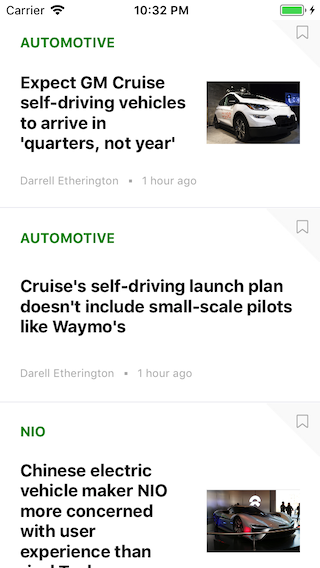 Carrier 10:32 PM
AUTOMOTIVE
Expect GM Cruise
self-driving vehicles
to arrive in
'quarters, not year'
Darrell Etherington • 1 hour ago
AUTOMOTIVE
Cruise's self-driving launch plan
doesn't include small-scale pilots
like Waymo's
Darell Etherington • 1 hour ago
NIO
Chinese electric
vehicle maker NIO
more concerned
with user
experience than